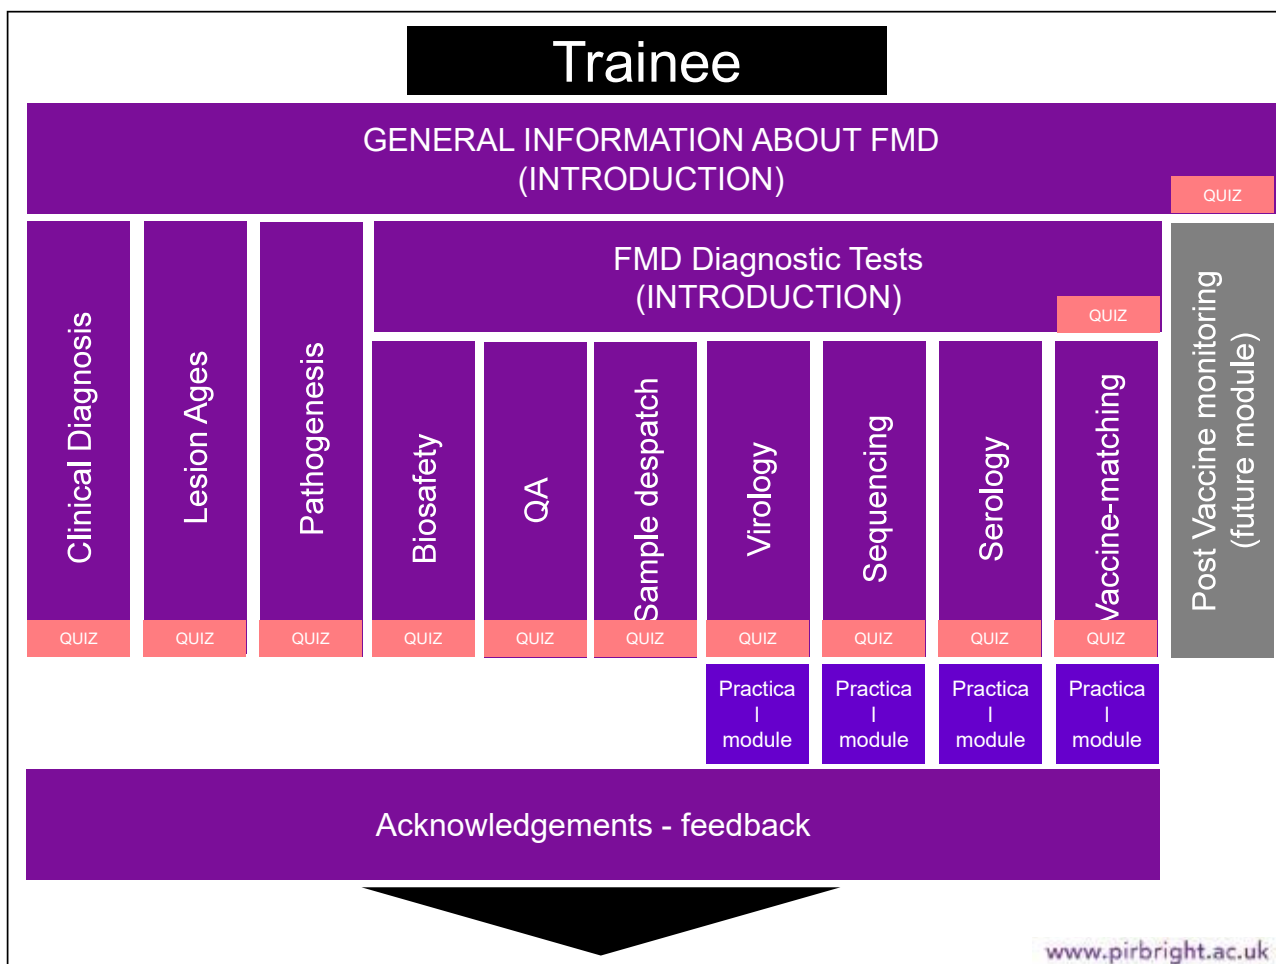 Trainee
GENERAL INFORMATION ABOUT FMD
(INTRODUCTION)
QUIZ
FMD Diagnostic Tests
(INTRODUCTION)
QUIZ
Clinical Diagnosis
Lesion Ages
Pathogenesis
Biosafety
QA
Sample despatch
Virology
Sequencing
Serology
Vaccine-matching
Post Vaccine monitoring
(future module)
QUIZ
QUIZ
QUIZ
QUIZ
QUIZ
QUIZ
QUIZ
QUIZ
QUIZ
QUIZ
Practica
l
module
Practica
l
module
Practica
l
module
Practica
l
module
Acknowledgements - feedback
www.pirbright.ac.uk